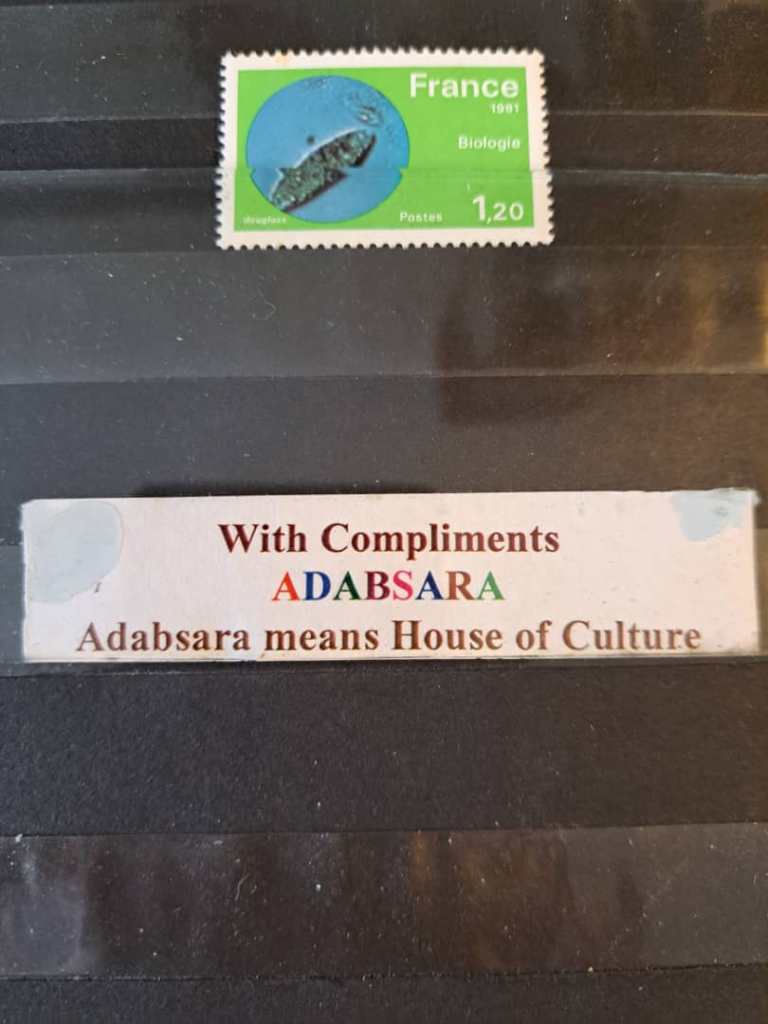 France
1981
Biologie
douglass
Postes
1,20
With Compliments
ADABSARA
Adabsara means House of Culture